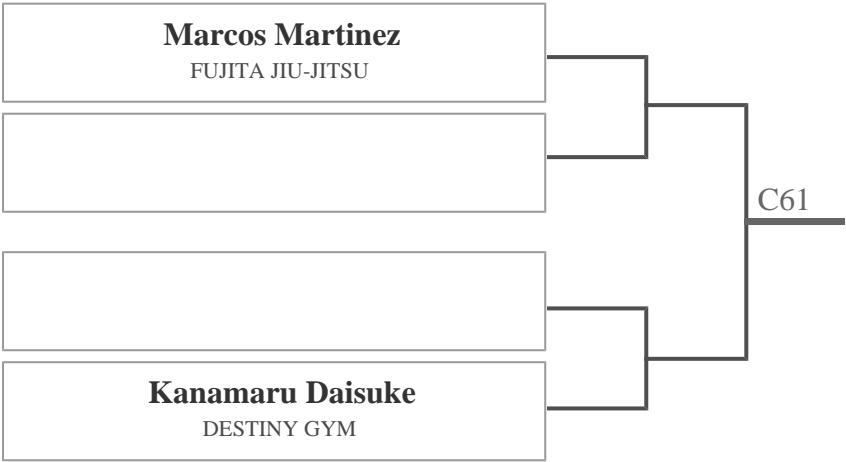 Marcos Martinez
FUJITA JIU-JITSU
C61
Kanamaru Daisuke
DESTINY GYM